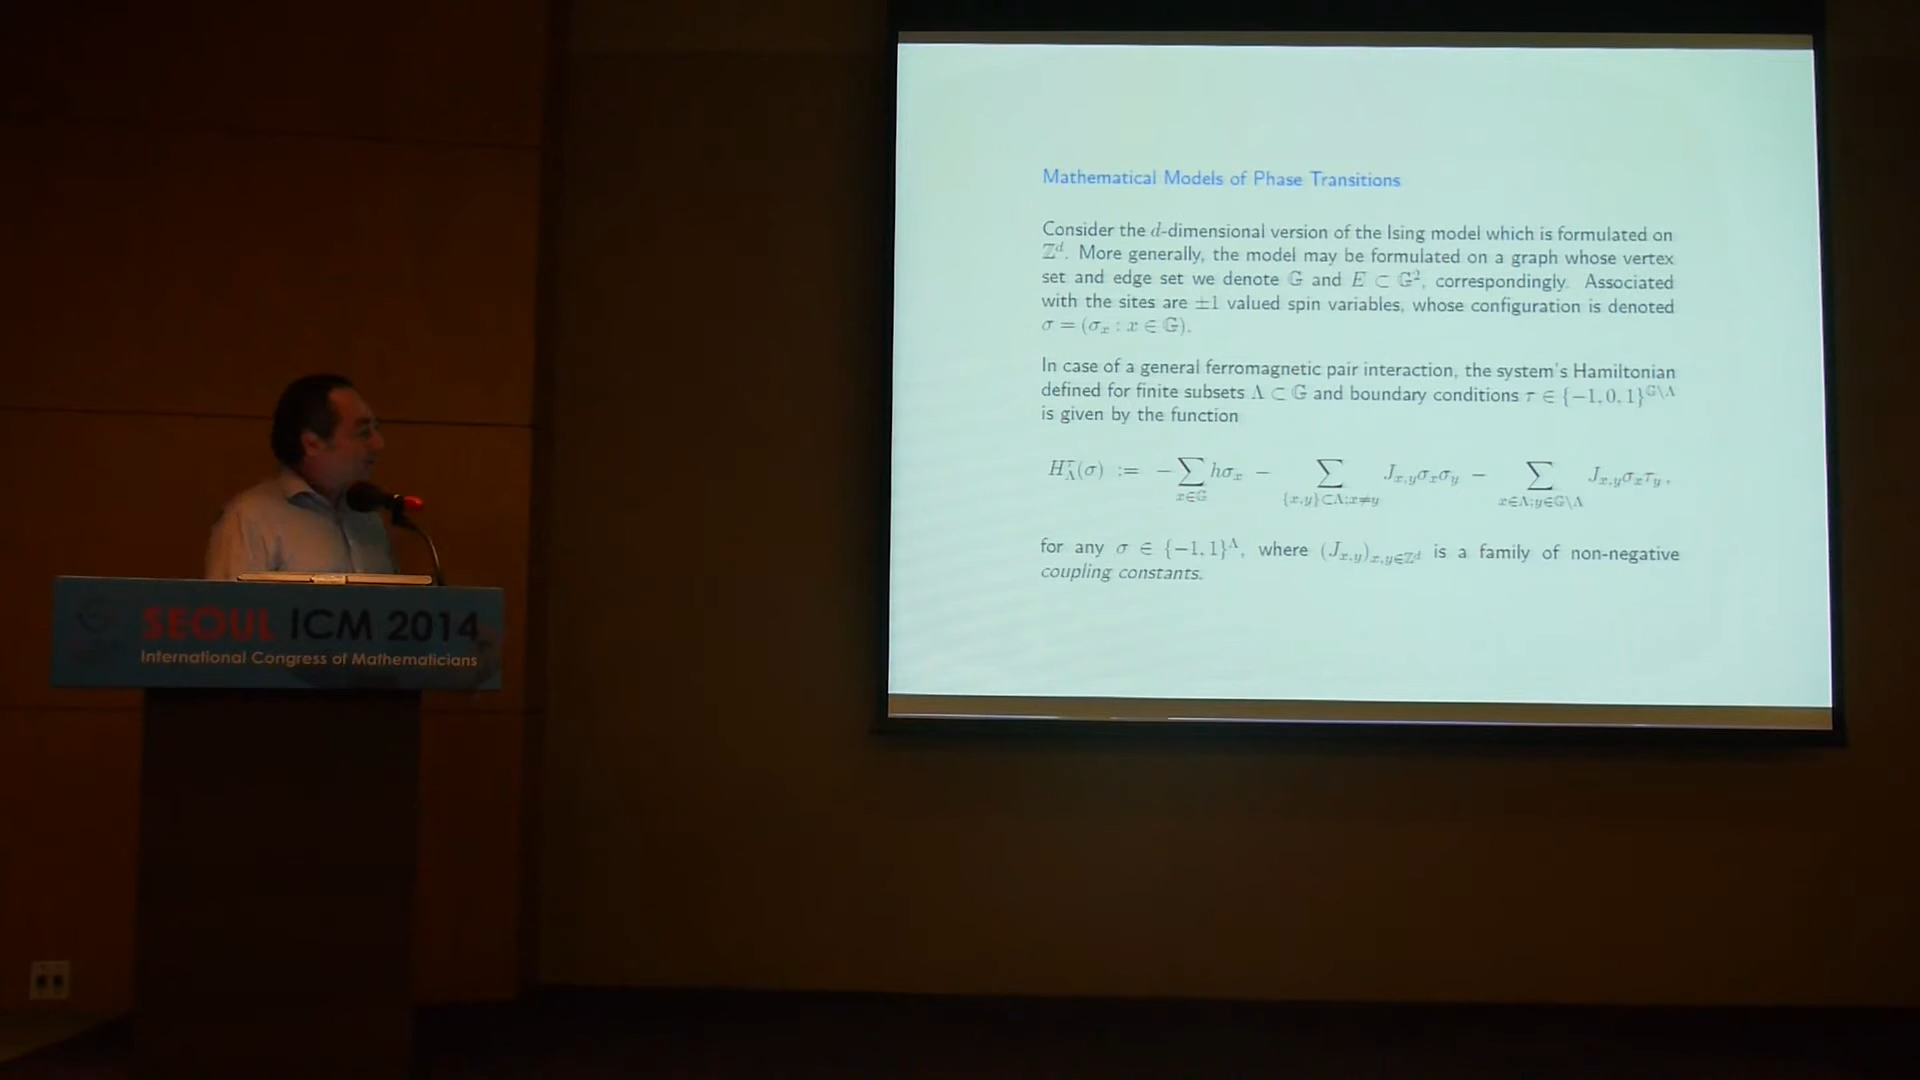 Mathematical Models of Phase Transitions
Consider the d-dimensional version of the Ising model which is formulated on
ℤᵈ. More generally, the model may be formulated on a graph whose vertex
set and edge set we denote 𝔾 and E ⊂ 𝔾², correspondingly. Associated
with the sites are ±1 valued spin variables, whose configuration is denoted
σ = (σₓ : x ∈ 𝔾).
In case of a general ferromagnetic pair interaction, the system's Hamiltonian
defined for finite subsets Λ ⊂ 𝔾 and boundary conditions τ ∈ {−1, 0, 1}^{𝔾\Λ}
is given by the function
H_Λ^τ(σ) := − ∑_{x∈𝔾} hσ_x − ∑_{{x,y}⊂Λ;x≠y} J_{x,y}σ_xσ_y − ∑_{x∈Λ;y∈𝔾\Λ} J_{x,y}σ_xτ_y,
for any σ ∈ {−1, 1}^Λ, where (J_{x,y})_{x,y∈ℤᵈ} is a family of non-negative
coupling constants.
SEOUL ICM 2014
International Congress of Mathematicians